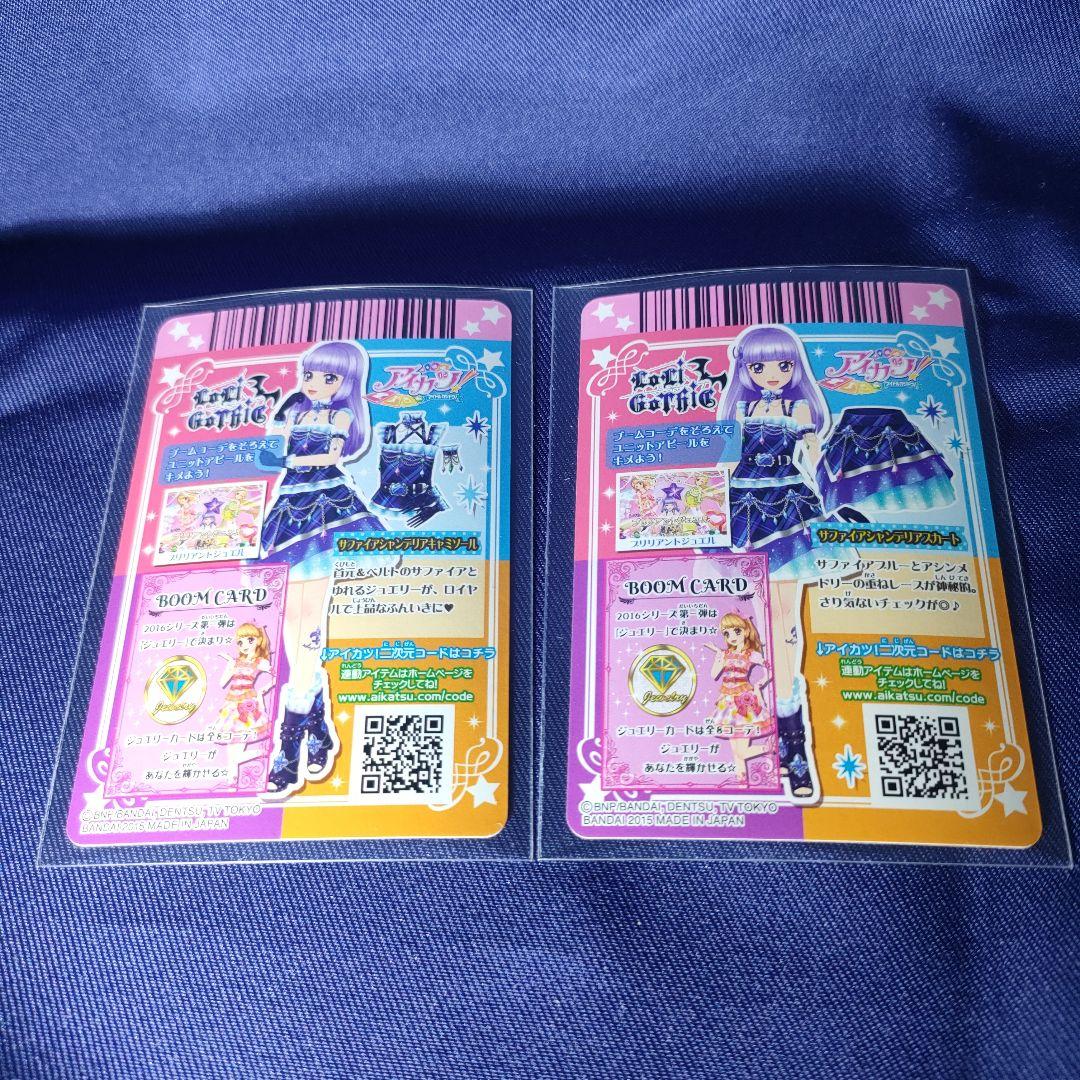 LoLi GoThiC
アイカツ!
ブームコーデをそろえて
ユニットアピールを
キメよう!
ブリリアントジュエル
サファイアシャンデリアキャミソール
首元&ベルトのサファイアと
ゆれるジュエリーが、ロイヤ
ルで上品なふんいきに♥
BOOM CARD
2016シリーズ第二弾は
「ジュエリー」で決まり☆
Jewelry
ジュエリーカードは全8コーデ!
ジュエリーが
あなたを輝かせる☆
↓アイカツ!二次元コードはコチラ
連動アイテムはホームページを
チェックしてね!
www.aikatsu.com/code
©BNP/BANDAI, DENTSU, TV TOKYO
BANDAI 2015 MADE IN JAPAN
LoLi GoThiC
アイカツ!
ブームコーデをそろえて
ユニットアピールを
キメよう!
ブリリアントジュエル
サファイアシャンデリアスカート
サファイアブルーとアシンメ
トリーの重ねレースが神秘的。
さり気ないチェックが◎♪
BOOM CARD
2016シリーズ第二弾は
「ジュエリー」で決まり☆
Jewelry
ジュエリーカードは全8コーデ!
ジュエリーが
あなたを輝かせる☆
↓アイカツ!二次元コードはコチラ
連動アイテムはホームページを
チェックしてね!
www.aikatsu.com/code
©BNP/BANDAI, DENTSU, TV TOKYO
BANDAI 2015 MADE IN JAPAN